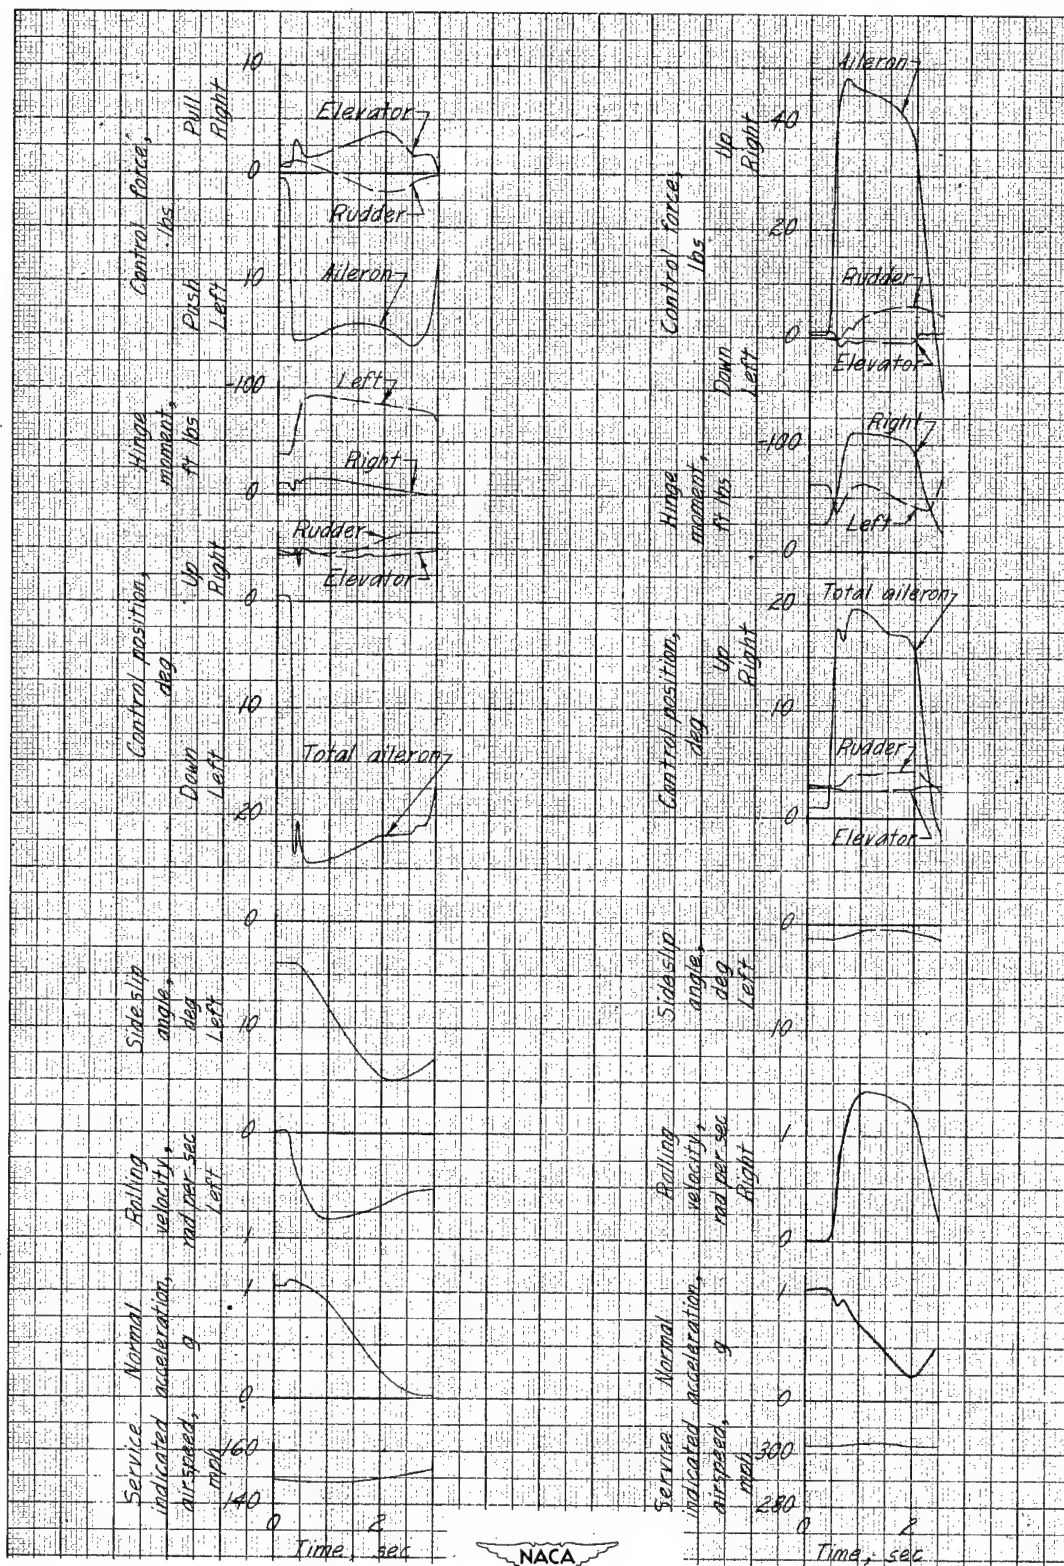 10
Pull
Right
Elevator
0
Control force,
lbs
Rudder
10
Push
Left
Aileron
-100
Hinge
moment,
ft lbs
Left
Right
0
Rudder
Elevator
Control position,
deg
Up
Right
0
10
Down
Left
Total aileron
20
0
Sideslip
angle,
deg
Left
10
0
Rolling
velocity,
rad per sec
Left
1
Normal
acceleration,
g
1
0
Service
indicated
airspeed,
mph
160
140
0
2
Time, sec
Aileron
40
Up
Right
Control force,
lbs
20
Rudder
0
Down
Left
Elevator
-100
Hinge
moment,
ft lbs
Right
Left
0
20
Total aileron
Control position,
deg
Up
Right
10
Rudder
0
Elevator
0
Sideslip
angle,
deg
Left
10
Rolling
velocity,
rad per sec
Right
1
0
Normal
acceleration,
g
1
0
Service
indicated
airspeed,
mph
300
280
0
2
Time, sec
NACA